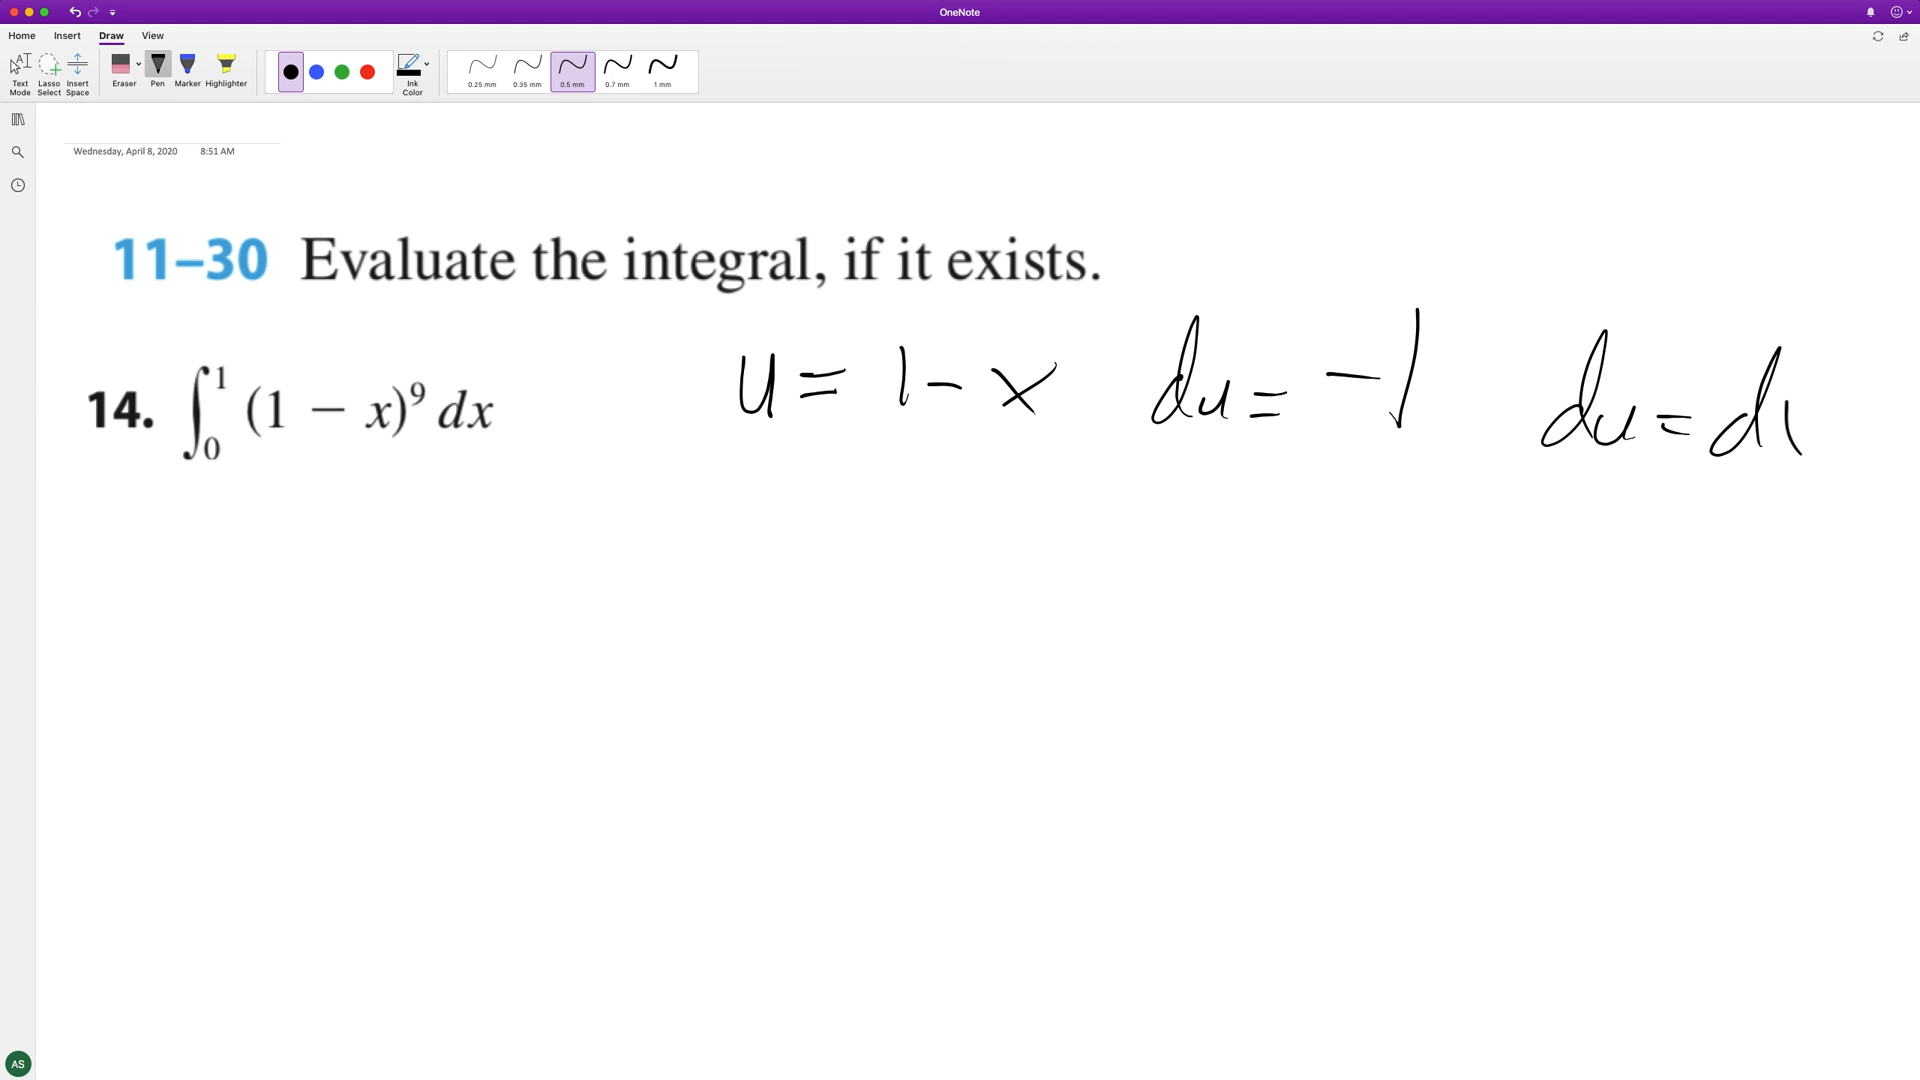 OneNote
Home Insert Draw View
Text Mode Lasso Select Insert Space Eraser Pen Marker Highlighter Ink Color 0.25 mm 0.35 mm 0.5 mm 0.7 mm 1 mm
Wednesday, April 8, 2020 8:51 AM
11–30 Evaluate the integral, if it exists.
14. ∫₀¹ (1 − x)⁹ dx u = 1 - x du = -1 du = d
AS